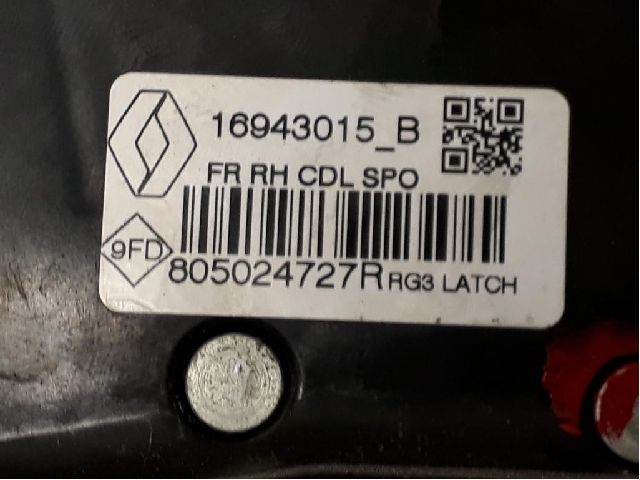 16943015_B
FR RH CDL SPO
9FD
805024727R RG3 LATCH